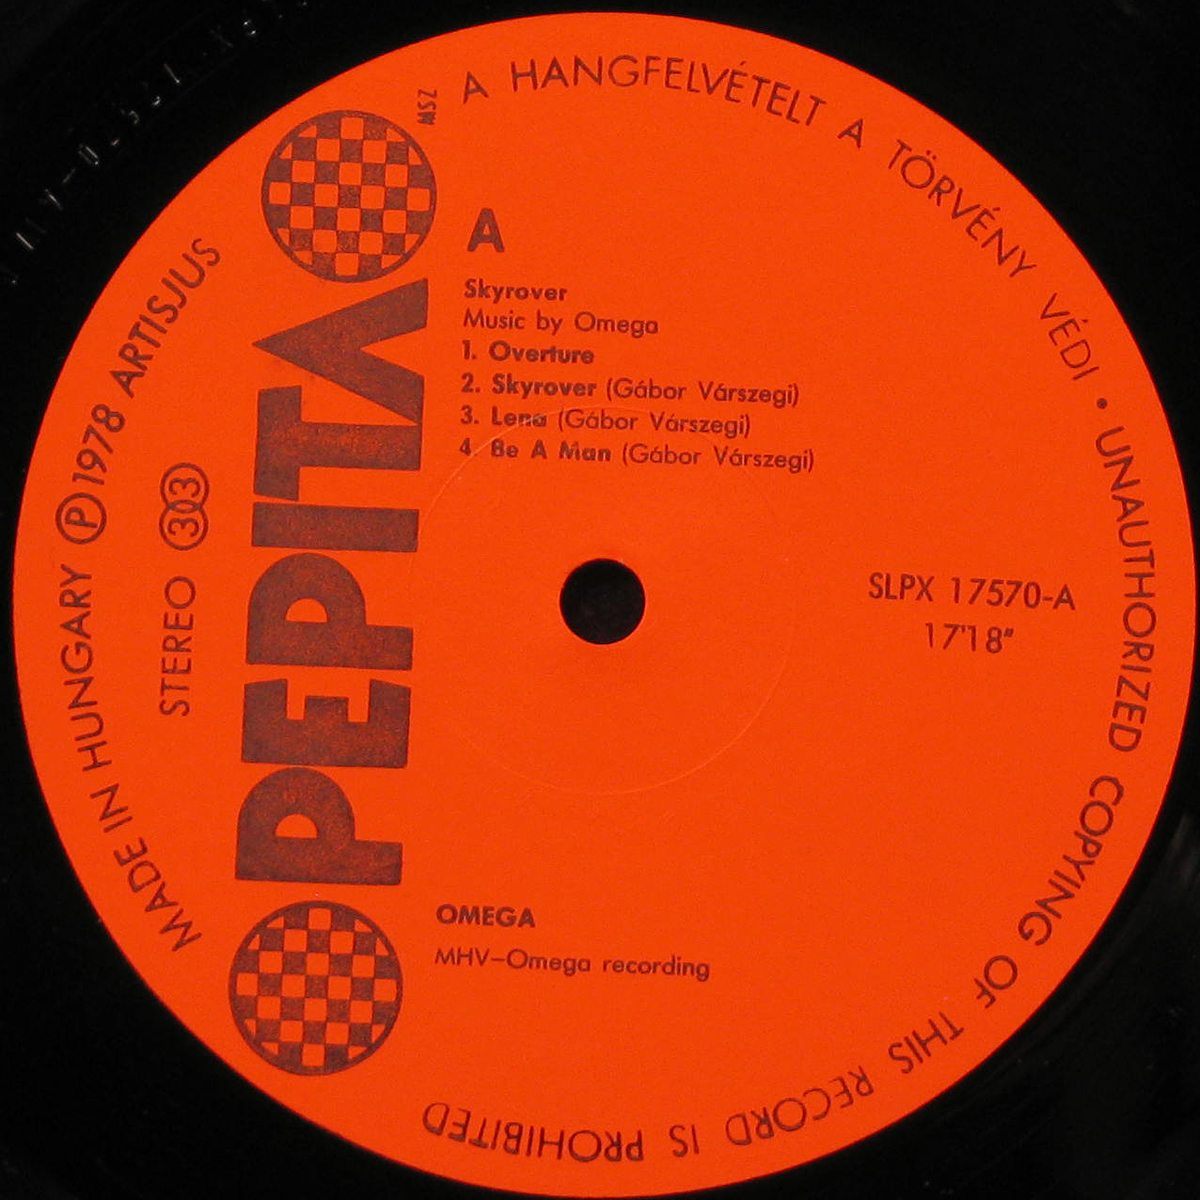 A HANGFELVÉTELT A TÖRVÉNY VÉDI • UNAUTHORIZED COPYING OF THIS RECORD IS PROHIBITED
MADE IN HUNGARY Ⓟ 1978 ARTISJUS
STEREO 33
PEPITA
MSZ
A
Skyrover
Music by Omega
1. Overture
2. Skyrover (Gábor Várszegi)
3. Lena (Gábor Várszegi)
4. Be A Man (Gábor Várszegi)
SLPX 17570-A
17'18"
OMEGA
MHV–Omega recording